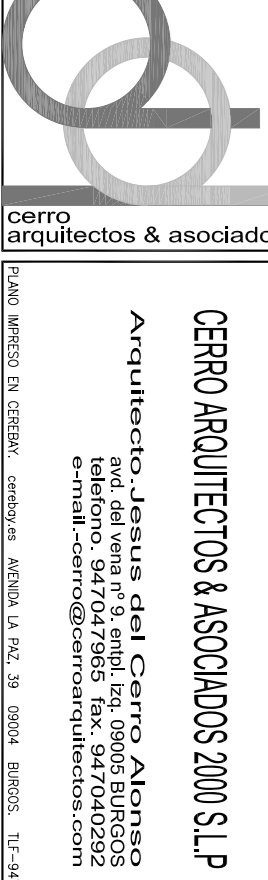 cerro
arquitectos & asociado
CERRO ARQUITECTOS & ASOCIADOS 2000 S.L.P
Arquitecto.Jesus del Cerro Alonso
avd. del vena nº 9. entpl. izq. 09005 BURGOS
telefono. 947047965 fax. 947040292
e-mail.-cerro@cerroarquitectos.com
PLANO IMPRESO EN CEREBAY. cerebay.es AVENIDA LA PAZ, 39 09004 BURGOS. TLF-94